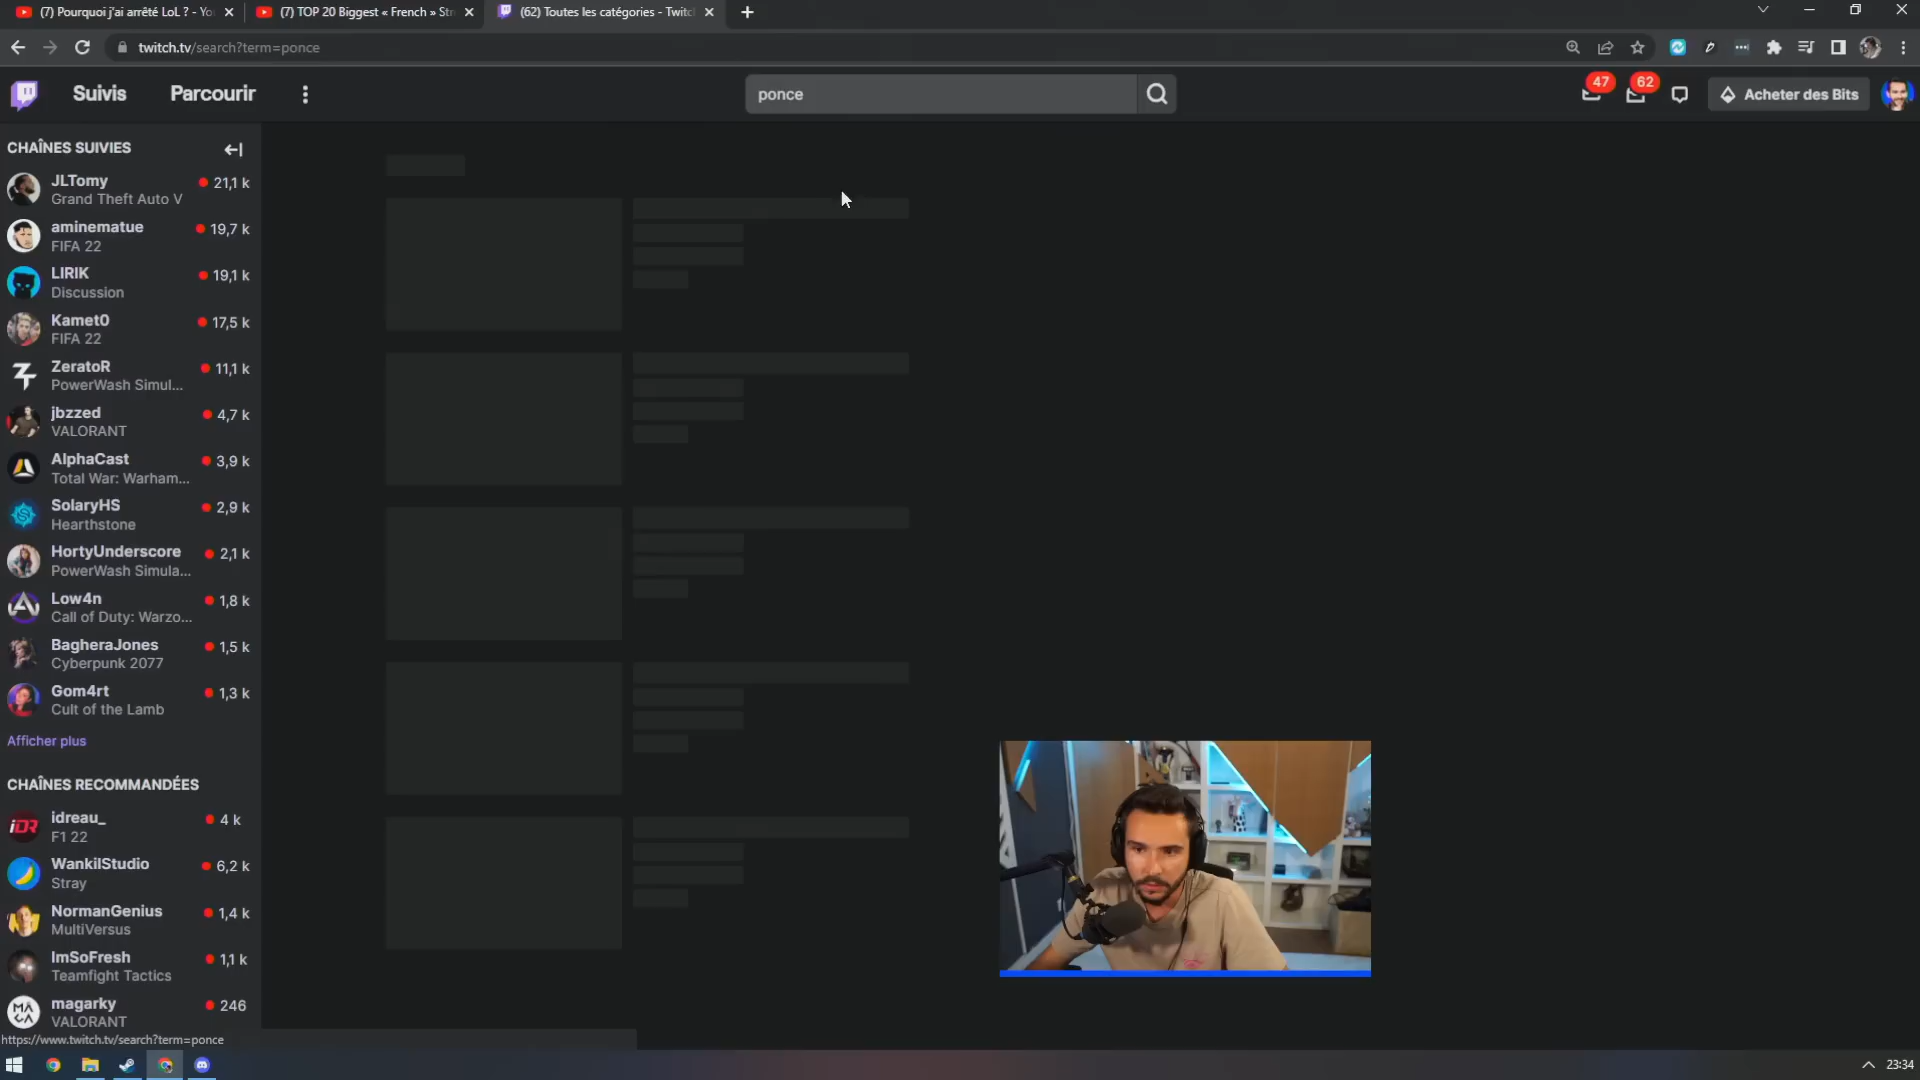 (7) Pourquoi j'ai arrêté LoL ? - Yo
(7) TOP 20 Biggest « French » Str
(62) Toutes les catégories - Twitc
twitch.tv/search?term=ponce
Suivis
Parcourir
ponce
47
62
Acheter des Bits
CHAÎNES SUIVIES
JLTomy
21,1 k
Grand Theft Auto V
aminematue
19,7 k
FIFA 22
LIRIK
19,1 k
Discussion
Kamet0
17,5 k
FIFA 22
ZeratoR
11,1 k
PowerWash Simul...
jbzzed
4,7 k
VALORANT
AlphaCast
3,9 k
Total War: Warham...
SolaryHS
2,9 k
Hearthstone
HortyUnderscore
2,1 k
PowerWash Simula...
Low4n
1,8 k
Call of Duty: Warzo...
BagheraJones
1,5 k
Cyberpunk 2077
Gom4rt
1,3 k
Cult of the Lamb
Afficher plus
CHAÎNES RECOMMANDÉES
idreau_
4 k
F1 22
WankilStudio
6,2 k
Stray
NormanGenius
1,4 k
MultiVersus
ImSoFresh
1,1 k
Teamfight Tactics
magarky
246
VALORANT
https://www.twitch.tv/search?term=ponce
23:34